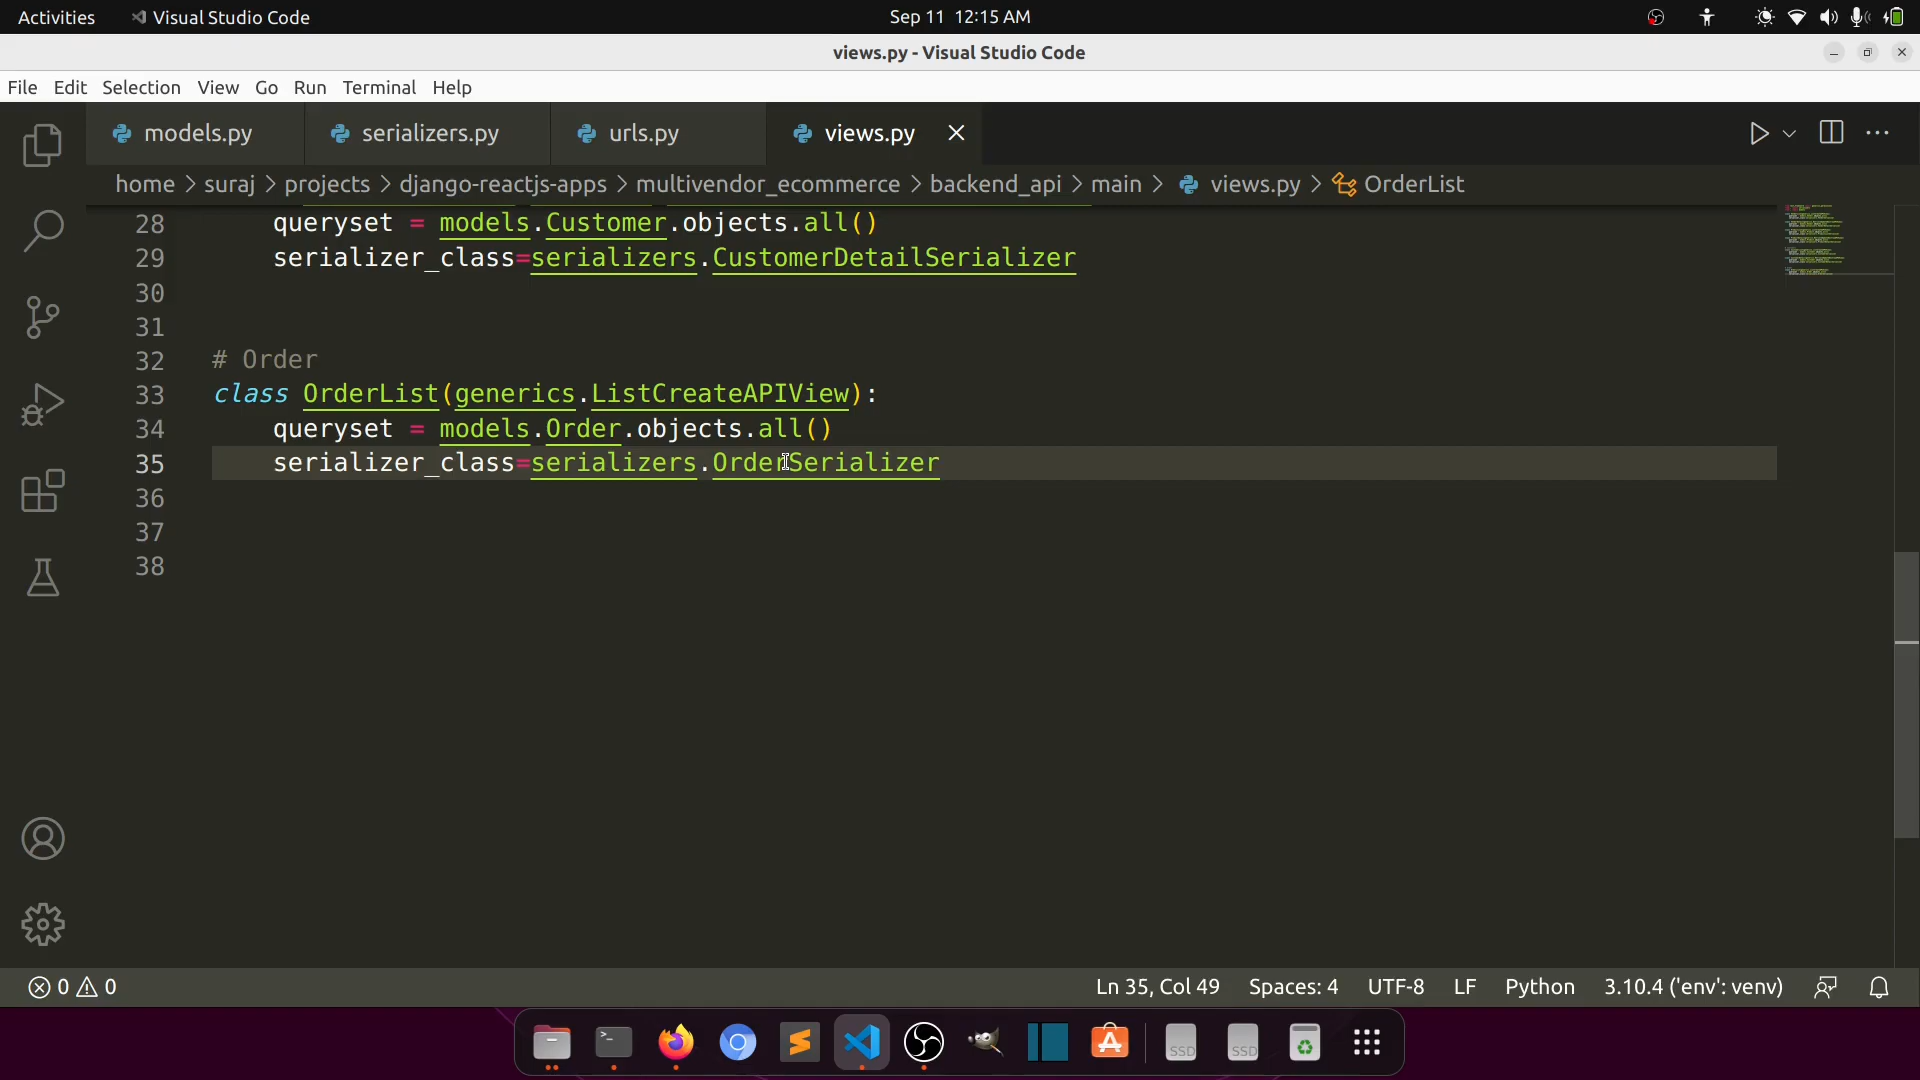 Activities Visual Studio Code Sep 11 12:15 AM
views.py - Visual Studio Code
File Edit Selection View Go Run Terminal Help
models.py serializers.py urls.py views.py
home > suraj > projects > django-reactjs-apps > multivendor_ecommerce > backend_api > main > views.py > OrderList
28 queryset = models.Customer.objects.all()
29 serializer_class=serializers.CustomerDetailSerializer
30
31
32 # Order
33 class OrderList(generics.ListCreateAPIView):
34 queryset = models.Order.objects.all()
35 serializer_class=serializers.OrderSerializer
36
37
38
0 0 Ln 35, Col 49 Spaces: 4 UTF-8 LF Python 3.10.4 ('env': venv)
SSD SSD